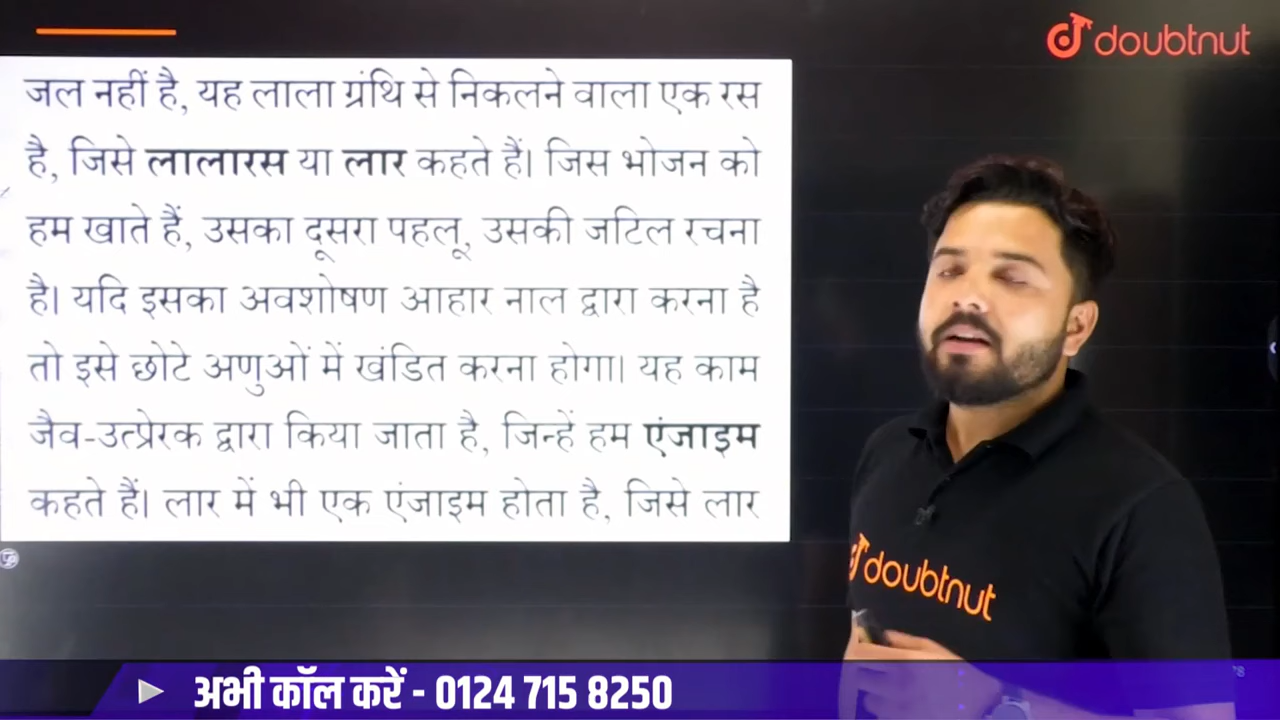 doubtnut
जल नहीं है, यह लाला ग्रंथि से निकलने वाला एक रस
है, जिसे लालारस या लार कहते हैं। जिस भोजन को
हम खाते हैं, उसका दूसरा पहलू, उसकी जटिल रचना
है। यदि इसका अवशोषण आहार नाल द्वारा करना है
तो इसे छोटे अणुओं में खंडित करना होगा। यह काम
जैव-उत्प्रेरक द्वारा किया जाता है, जिन्हें हम एंजाइम
कहते हैं। लार में भी एक एंजाइम होता है, जिसे लार
doubtnut
अभी कॉल करें - 0124 715 8250